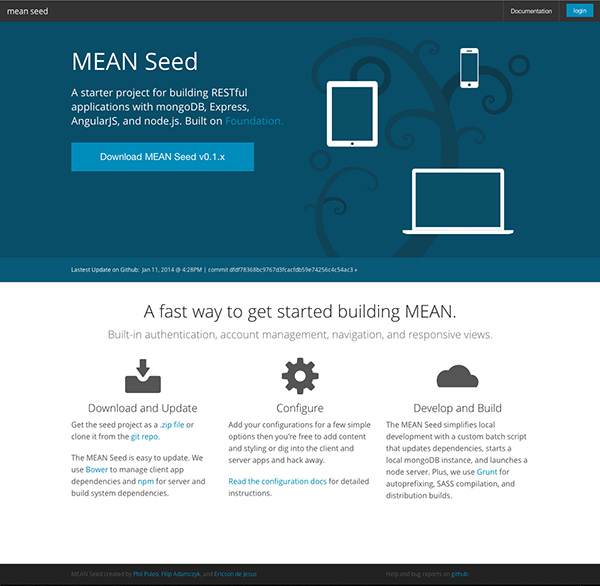 mean seed
Documentation
login
MEAN Seed
A starter project for building RESTful
applications with mongoDB, Express,
AngularJS, and node.js. Built on Foundation.
Download MEAN Seed v0.1.x
Lastest Update on Github: Jan 11, 2014 @ 4:28PM | commit dfdf78368bc9767d3fcacfdb59e74256c4c54ac3 »
A fast way to get started building MEAN.
Built-in authentication, account management, navigation, and responsive views.
Download and Update
Get the seed project as a .zip file or
clone it from the git repo.
The MEAN Seed is easy to update. We
use Bower to manage client app
dependencies and npm for server and
build system dependencies.
Configure
Add your configurations for a few simple
options then you're free to add content
and styling or dig into the client and
server apps and hack away.
Read the configuration docs for detailed
instructions.
Develop and Build
The MEAN Seed simplifies local
development with a custom batch script
that updates dependencies, starts a
local mongoDB instance, and launches a
node server. Plus, we use Grunt for
autoprefixing, SASS compilation, and
distribution builds.
MEAN Seed created by Phil Puleo, Filip Adamczyk, and Ericson de Jesus
Help and bug reports on github.